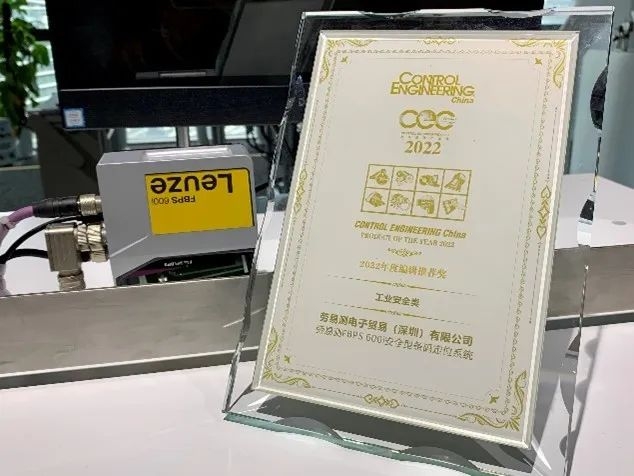 Leuze
FBPS 600i
CONTROL
ENGINEERING
China
CEC
2022
CONTROL ENGINEERING China
PRODUCT OF THE YEAR 2022
2022年度编辑推荐奖
工业安全类
劳易测电子贸易（深圳）有限公司
劳易测FBPS 600i安全型条码定位系统